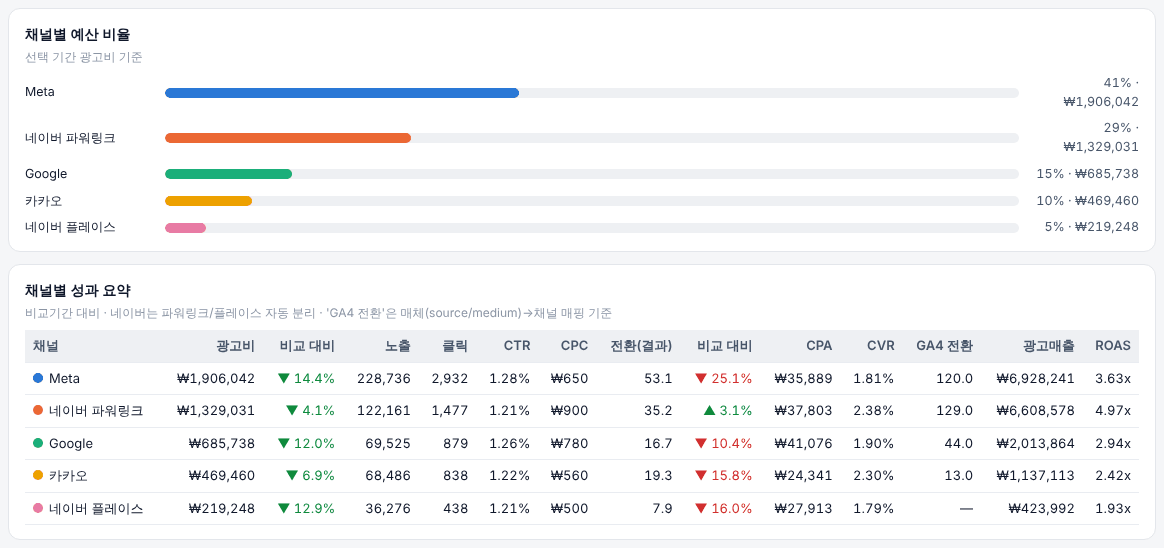 채널별 예산 비율
선택 기간 광고비 기준
Meta 41% ·
₩1,906,042
네이버 파워링크 29% ·
₩1,329,031
Google 15% · ₩685,738
카카오 10% · ₩469,460
네이버 플레이스 5% · ₩219,248
채널별 성과 요약
비교기간 대비 · 네이버는 파워링크/플레이스 자동 분리 · 'GA4 전환'은 매체(source/medium)→채널 매핑 기준
채널 광고비 비교 대비 노출 클릭 CTR CPC 전환(결과) 비교 대비 CPA CVR GA4 전환 광고매출 ROAS
Meta ₩1,906,042 ▼ 14.4% 228,736 2,932 1.28% ₩650 53.1 ▼ 25.1% ₩35,889 1.81% 120.0 ₩6,928,241 3.63x
네이버 파워링크 ₩1,329,031 ▼ 4.1% 122,161 1,477 1.21% ₩900 35.2 ▲ 3.1% ₩37,803 2.38% 129.0 ₩6,608,578 4.97x
Google ₩685,738 ▼ 12.0% 69,525 879 1.26% ₩780 16.7 ▼ 10.4% ₩41,076 1.90% 44.0 ₩2,013,864 2.94x
카카오 ₩469,460 ▼ 6.9% 68,486 838 1.22% ₩560 19.3 ▼ 15.8% ₩24,341 2.30% 13.0 ₩1,137,113 2.42x
네이버 플레이스 ₩219,248 ▼ 12.9% 36,276 438 1.21% ₩500 7.9 ▼ 16.0% ₩27,913 1.79% — ₩423,992 1.93x